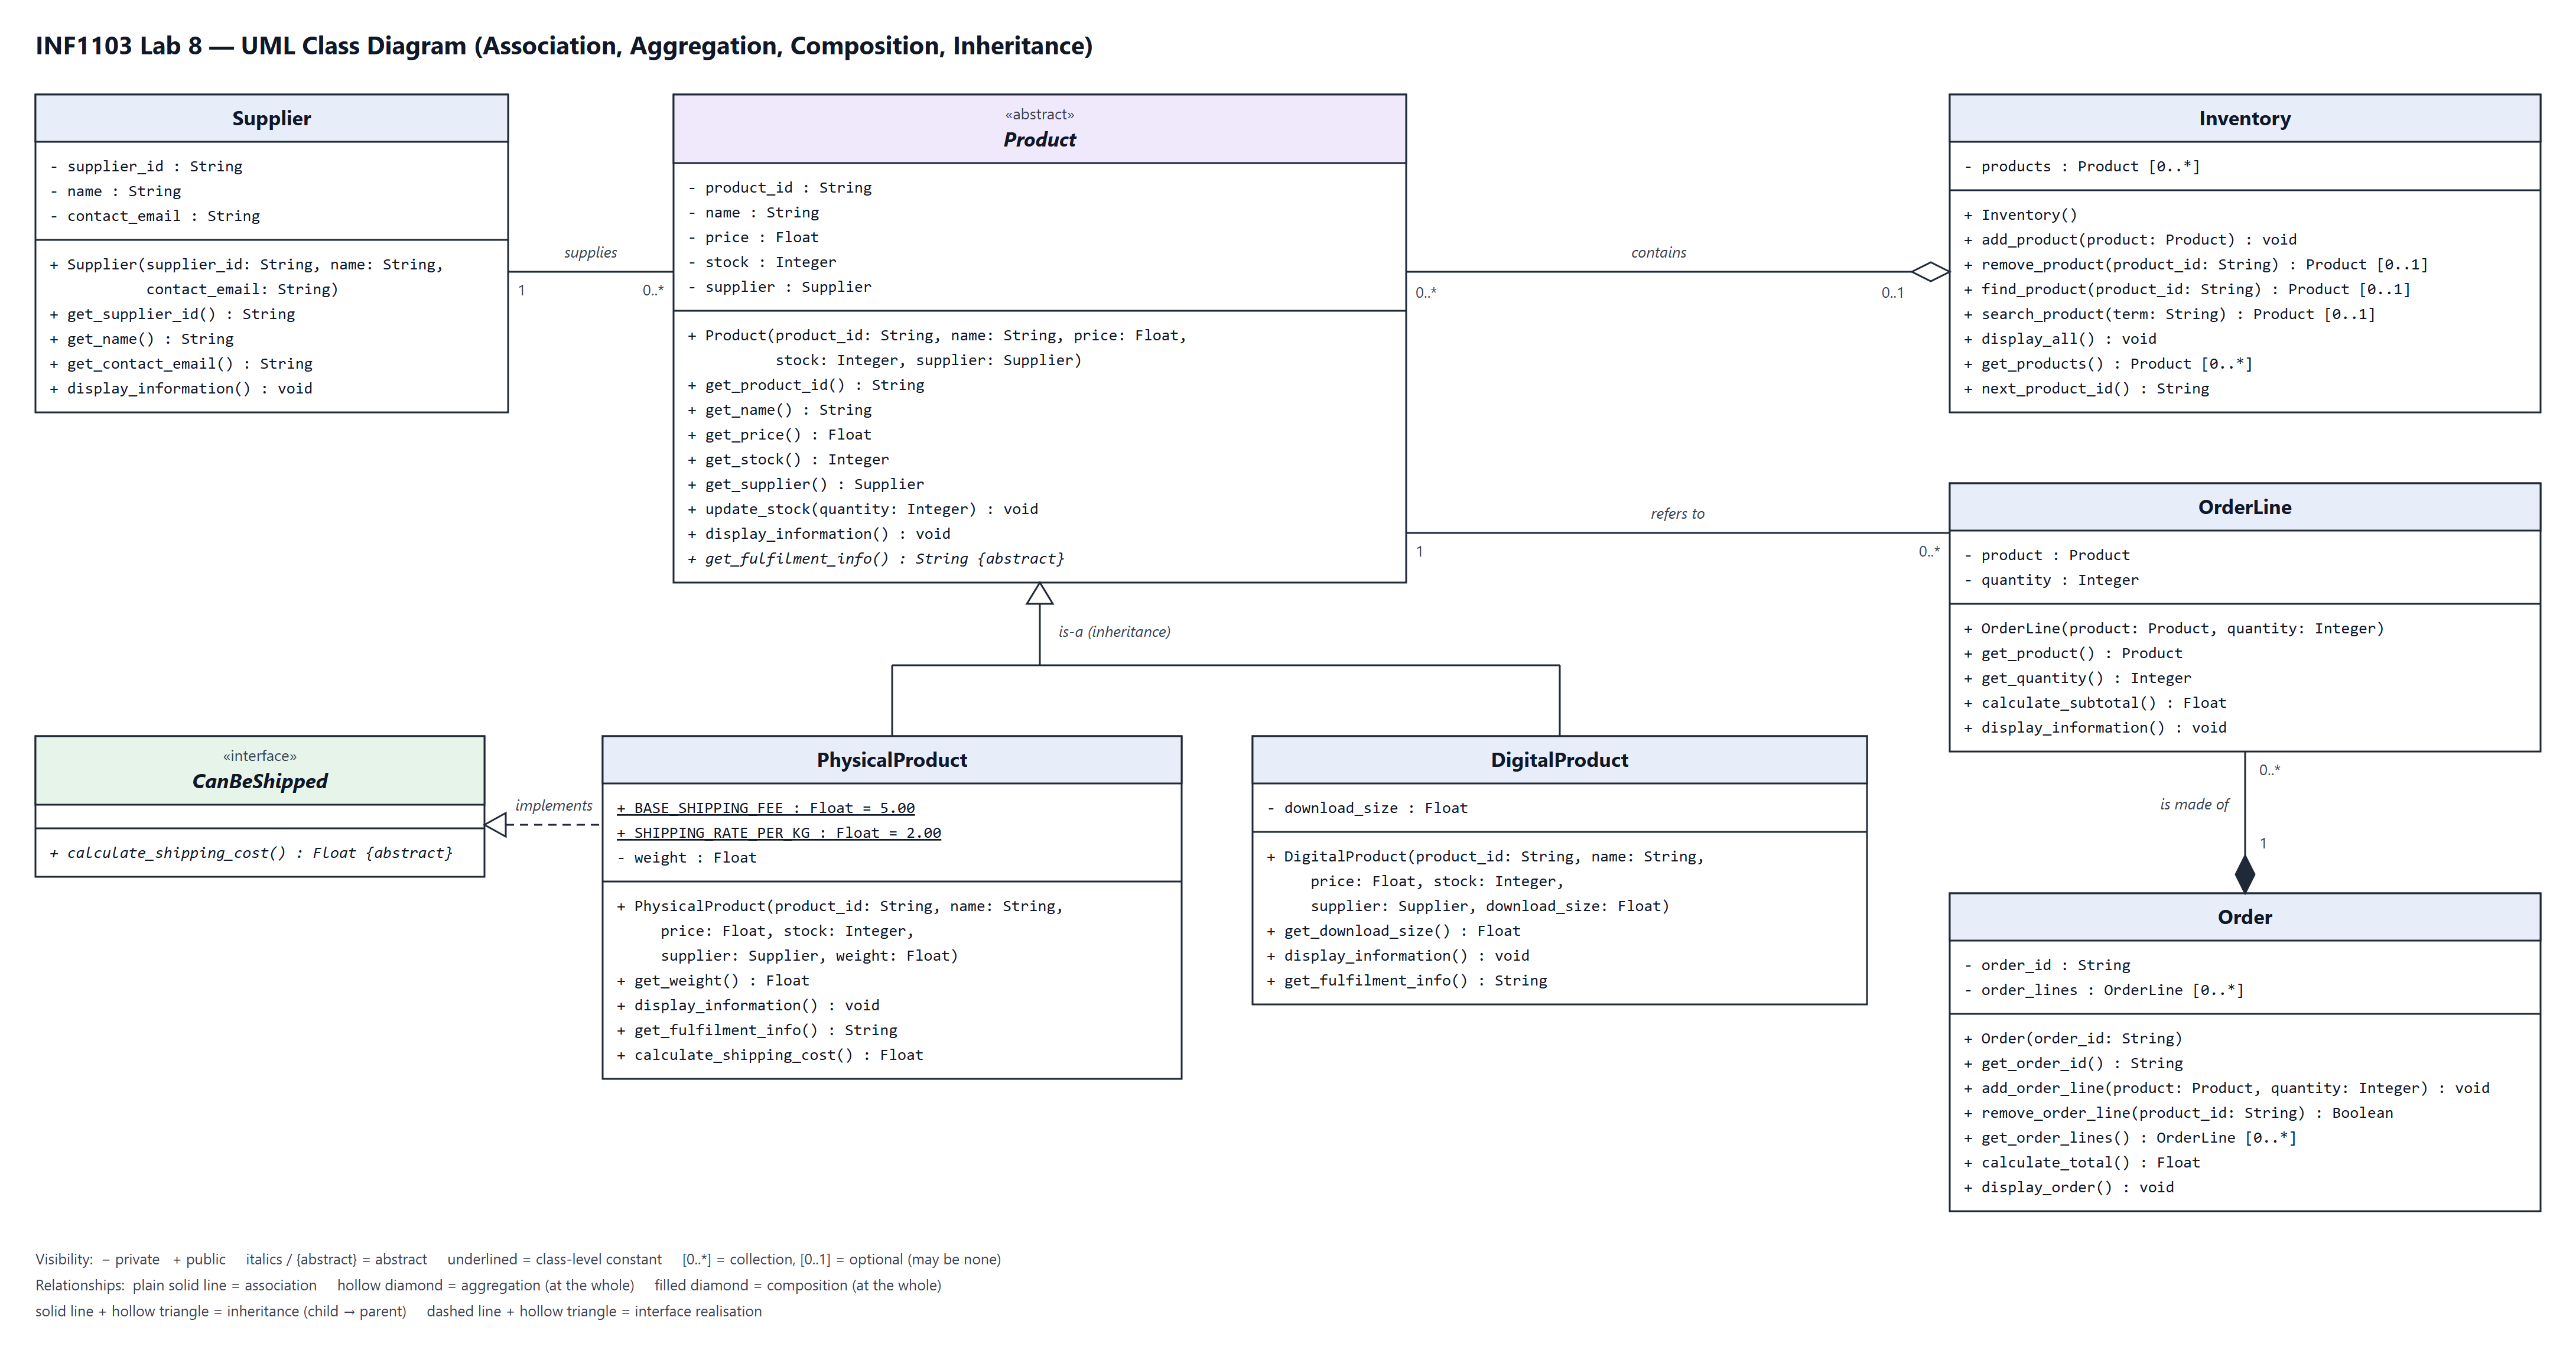 INF1103 Lab 8 — UML Class Diagram (Association, Aggregation, Composition, Inheritance)
Supplier
- supplier_id : String
- name : String
- contact_email : String
+ Supplier(supplier_id: String, name: String,
contact_email: String)
+ get_supplier_id() : String
+ get_name() : String
+ get_contact_email() : String
+ display_information() : void
supplies
1
0..*
«abstract»
Product
- product_id : String
- name : String
- price : Float
- stock : Integer
- supplier : Supplier
+ Product(product_id: String, name: String, price: Float,
stock: Integer, supplier: Supplier)
+ get_product_id() : String
+ get_name() : String
+ get_price() : Float
+ get_stock() : Integer
+ get_supplier() : Supplier
+ update_stock(quantity: Integer) : void
+ display_information() : void
+ get_fulfilment_info() : String {abstract}
contains
0..*
0..1
Inventory
- products : Product [0..*]
+ Inventory()
+ add_product(product: Product) : void
+ remove_product(product_id: String) : Product [0..1]
+ find_product(product_id: String) : Product [0..1]
+ search_product(term: String) : Product [0..1]
+ display_all() : void
+ get_products() : Product [0..*]
+ next_product_id() : String
refers to
1
0..*
OrderLine
- product : Product
- quantity : Integer
+ OrderLine(product: Product, quantity: Integer)
+ get_product() : Product
+ get_quantity() : Integer
+ calculate_subtotal() : Float
+ display_information() : void
is-a (inheritance)
«interface»
CanBeShipped
+ calculate_shipping_cost() : Float {abstract}
implements
PhysicalProduct
+ BASE_SHIPPING_FEE : Float = 5.00
+ SHIPPING_RATE_PER_KG : Float = 2.00
- weight : Float
+ PhysicalProduct(product_id: String, name: String,
price: Float, stock: Integer,
supplier: Supplier, weight: Float)
+ get_weight() : Float
+ display_information() : void
+ get_fulfilment_info() : String
+ calculate_shipping_cost() : Float
DigitalProduct
- download_size : Float
+ DigitalProduct(product_id: String, name: String,
price: Float, stock: Integer,
supplier: Supplier, download_size: Float)
+ get_download_size() : Float
+ display_information() : void
+ get_fulfilment_info() : String
0..*
is made of
1
Order
- order_id : String
- order_lines : OrderLine [0..*]
+ Order(order_id: String)
+ get_order_id() : String
+ add_order_line(product: Product, quantity: Integer) : void
+ remove_order_line(product_id: String) : Boolean
+ get_order_lines() : OrderLine [0..*]
+ calculate_total() : Float
+ display_order() : void
Visibility: − private + public italics / {abstract} = abstract underlined = class-level constant [0..*] = collection, [0..1] = optional (may be none)
Relationships: plain solid line = association hollow diamond = aggregation (at the whole) filled diamond = composition (at the whole)
solid line + hollow triangle = inheritance (child → parent) dashed line + hollow triangle = interface realisation